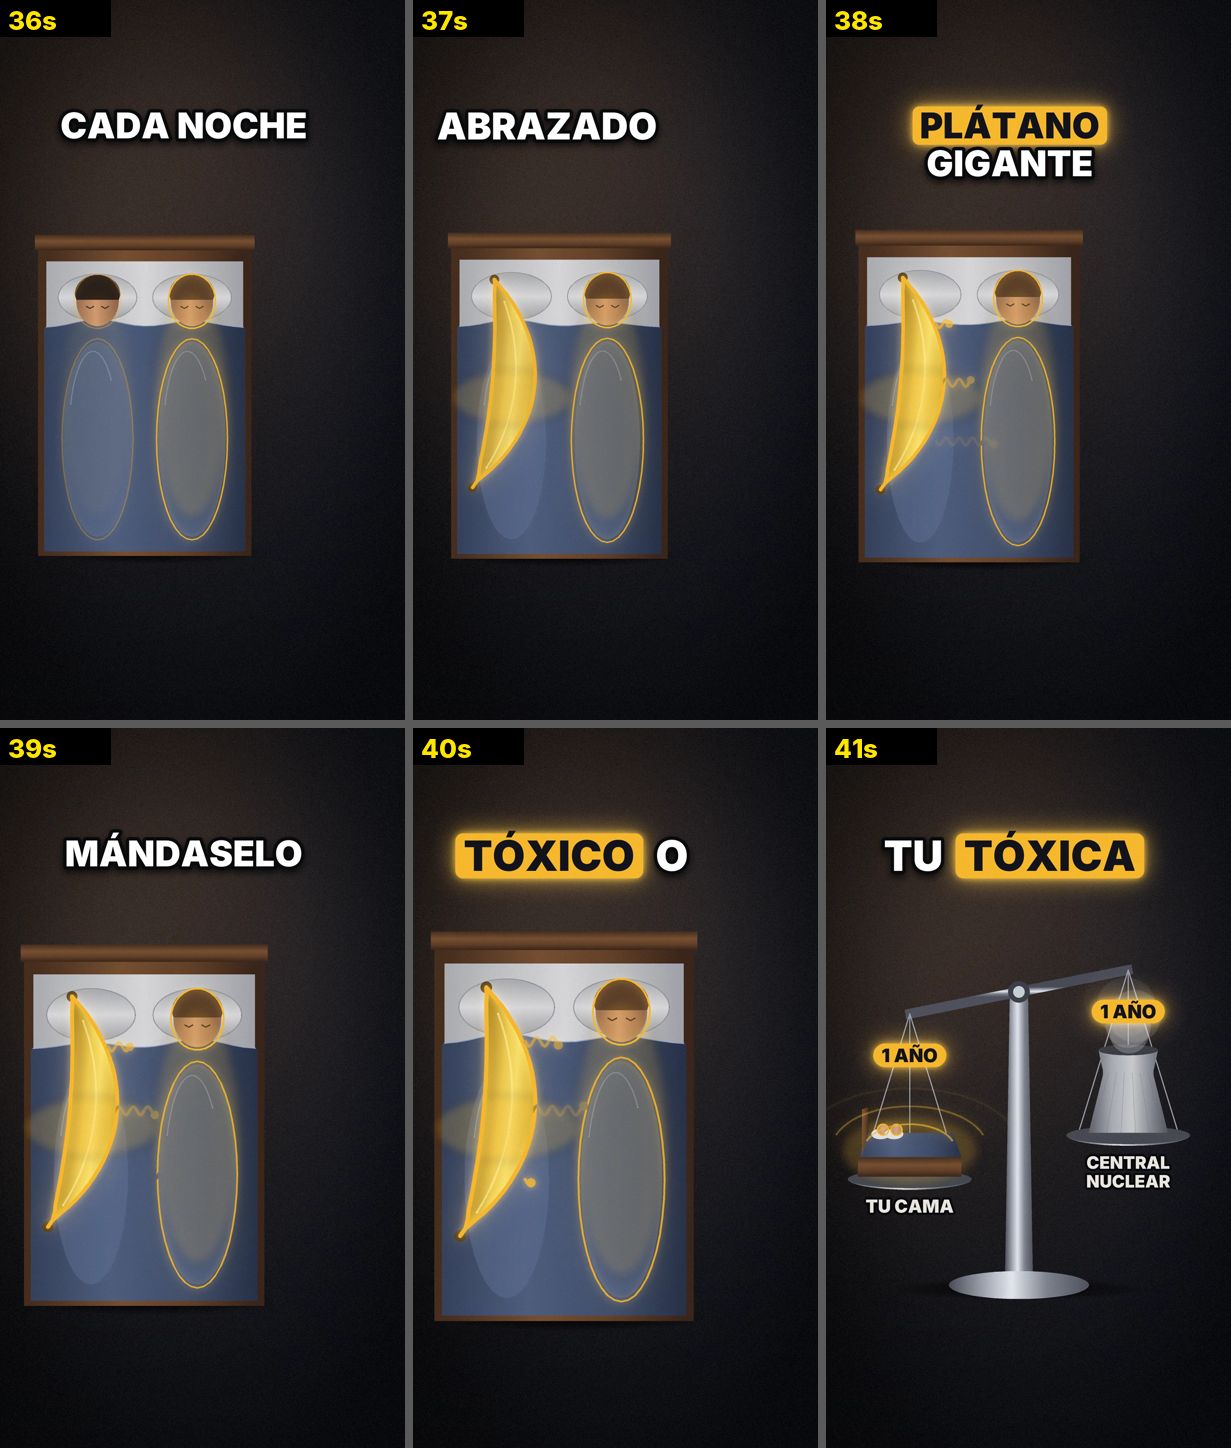 36s
CADA NOCHE
37s
ABRAZADO
38s
PLÁTANO
GIGANTE
39s
MÁNDASELO
40s
TÓXICO O
41s
TU TÓXICA
1 AÑO
1 AÑO
CENTRAL
NUCLEAR
TU CAMA